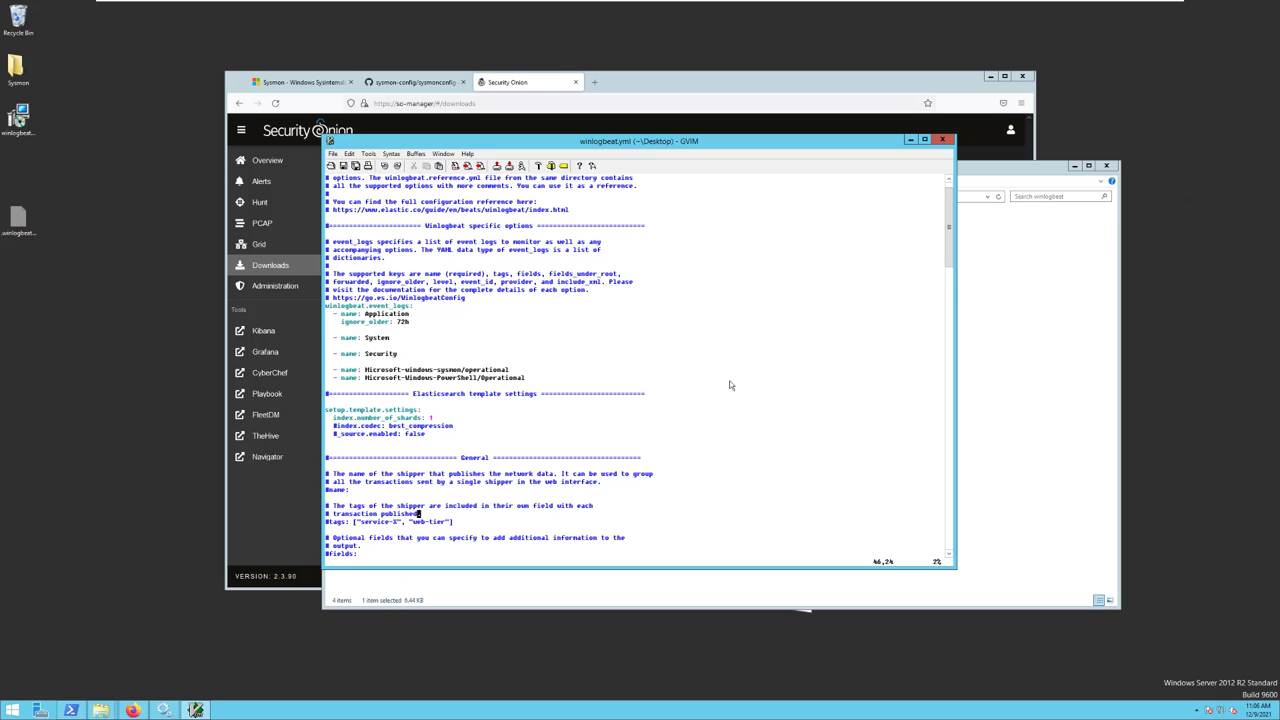 Recycle Bin
Sysmon
winlogbeat...
.winlogbeat...
Sysmon - Windows Sysinternal
sysmon-config/sysmonconfig
Security Onion
https://so-manager/#/downloads
Security Onion
Overview
Alerts
Hunt
PCAP
Grid
Downloads
Administration
Tools
Kibana
Grafana
CyberChef
Playbook
FleetDM
TheHive
Navigator
VERSION: 2.3.90
winlogbeat.yml (~\Desktop) - GVIM
File Edit Tools Syntax Buffers Window Help
# options. The winlogbeat.reference.yml file from the same directory contains
# all the supported options with more comments. You can use it as a reference.
#
# You can find the full configuration reference here:
# https://www.elastic.co/guide/en/beats/winlogbeat/index.html
#======================= Winlogbeat specific options ===========================
# event_logs specifies a list of event logs to monitor as well as any
# accompanying options. The YAML data type of event_logs is a list of
# dictionaries.
#
# The supported keys are name (required), tags, fields, fields_under_root,
# forwarded, ignore_older, level, event_id, provider, and include_xml. Please
# visit the documentation for the complete details of each option.
# https://go.es.io/WinlogbeatConfig
winlogbeat.event_logs:
- name: Application
ignore_older: 72h
- name: System
- name: Security
- name: Microsoft-windows-sysmon/operational
- name: Microsoft-Windows-PowerShell/Operational
#==================== Elasticsearch template settings ==========================
setup.template.settings:
index.number_of_shards: 1
#index.codec: best_compression
#_source.enabled: false
#================================ General =====================================
# The name of the shipper that publishes the network data. It can be used to group
# all the transactions sent by a single shipper in the web interface.
#name:
# The tags of the shipper are included in their own field with each
# transaction published.
#tags: ["service-X", "web-tier"]
# Optional fields that you can specify to add additional information to the
# output.
#fields:
46,24 2%
Search winlogbeat
4 items 1 item selected 6.44 KB
Windows Server 2012 R2 Standard
Build 9600
11:06 AM
12/9/2021